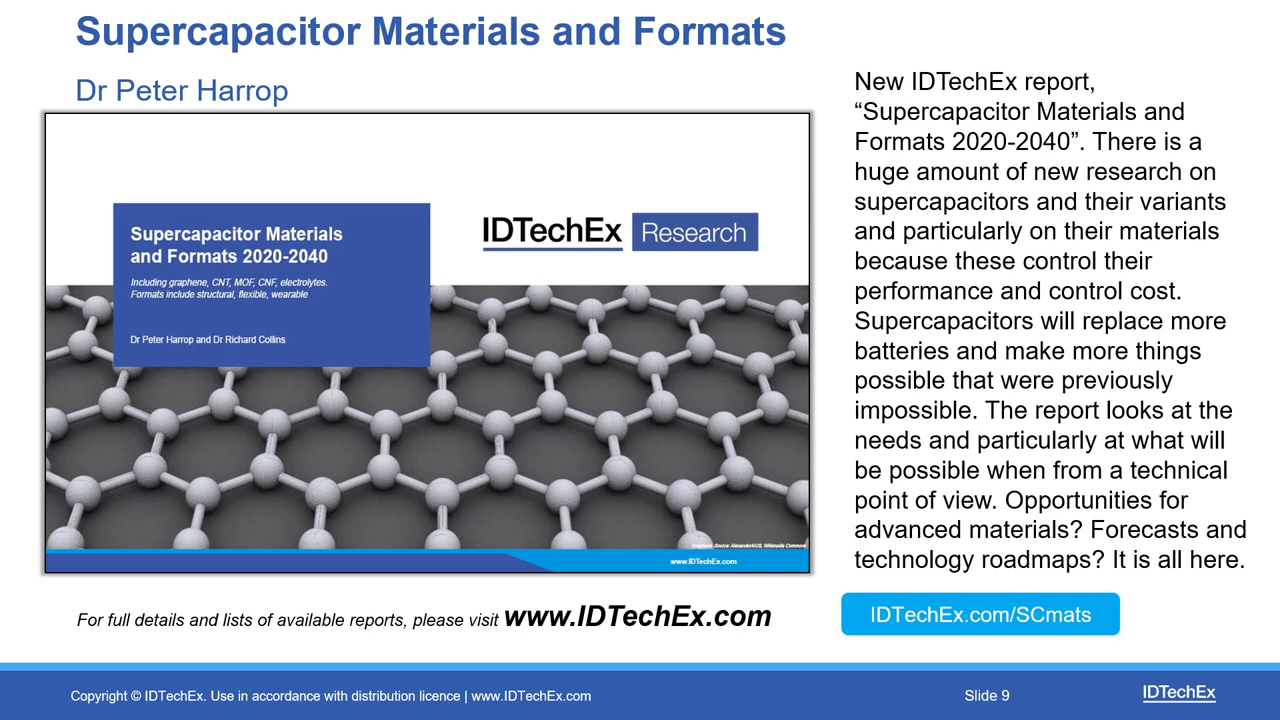 Supercapacitor Materials and Formats
Dr Peter Harrop
Supercapacitor Materials
and Formats 2020-2040
Including graphene, CNT, MOF, CNF, electrolytes.
Formats include structural, flexible, wearable
Dr Peter Harrop and Dr Richard Collins
IDTechEx Research
www.IDTechEx.com
New IDTechEx report,
“Supercapacitor Materials and
Formats 2020-2040”. There is a
huge amount of new research on
supercapacitors and their variants
and particularly on their materials
because these control their
performance and control cost.
Supercapacitors will replace more
batteries and make more things
possible that were previously
impossible. The report looks at the
needs and particularly at what will
be possible when from a technical
point of view. Opportunities for
advanced materials? Forecasts and
technology roadmaps? It is all here.
For full details and lists of available reports, please visit www.IDTechEx.com
IDTechEx.com/SCmats
Copyright © IDTechEx. Use in accordance with distribution licence | www.IDTechEx.com
Slide 9
IDTechEx